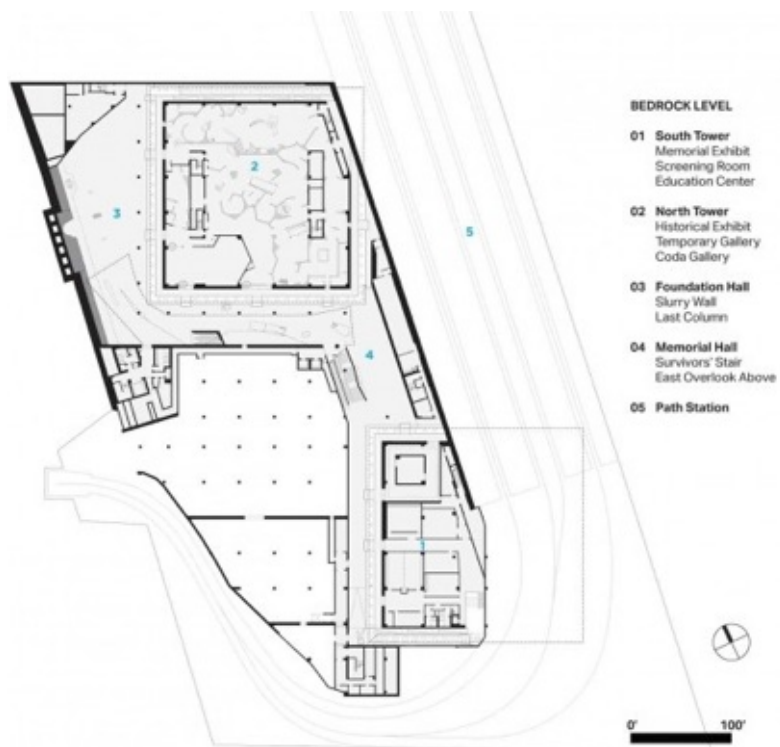 2
3
5
4
1
BEDROCK LEVEL
01 South Tower
Memorial Exhibit
Screening Room
Education Center
02 North Tower
Historical Exhibit
Temporary Gallery
Coda Gallery
03 Foundation Hall
Slurry Wall
Last Column
04 Memorial Hall
Survivors' Stair
East Overlook Above
05 Path Station
0' 100'